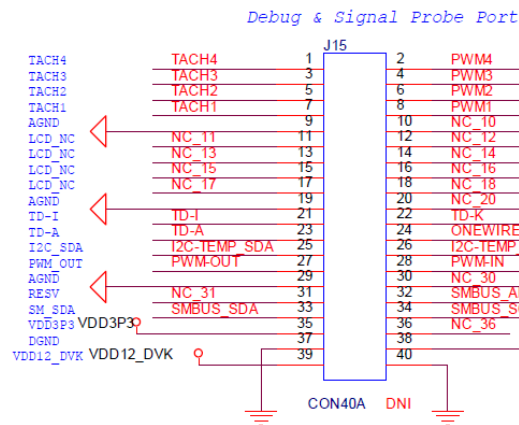 Debug & Signal Probe Port
J15
TACH4 TACH4 1 2 PWM4
TACH3 TACH3 3 4 PWM3
TACH2 TACH2 5 6 PWM2
TACH1 TACH1 7 8 PWM1
AGND 9 10 NC_10
LCD_NC NC_11 11 12 NC_12
LCD_NC NC_13 13 14 NC_14
LCD_NC NC_15 15 16 NC_16
LCD_NC NC_17 17 18 NC_18
AGND 19 20 NC_20
TD-I TD-I 21 22 TD-K
TD-A TD-A 23 24 ONEWIRE
I2C_SDA I2C-TEMP_SDA 25 26 I2C-TEMP_
PWM_OUT PWM-OUT 27 28 PWM-IN
AGND 29 30 NC_30
RESV NC_31 31 32 SMBUS_A
SM_SDA SMBUS_SDA 33 34 SMBUS_S
VDD3P3 VDD3P3 35 36 NC_36
DGND 37 38
VDD12_DVK VDD12_DVK 39 40
CON40A DNI